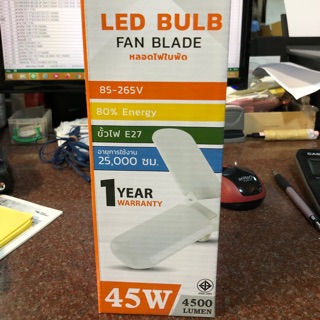 LED BULB
FAN BLADE
หลอดไฟใบพัด
85-265V
80% Energy
ขั้วไฟ E27
อายุการใช้งาน
25,000 ชม.
1 YEAR
WARRANTY
45W
4500
LUMEN